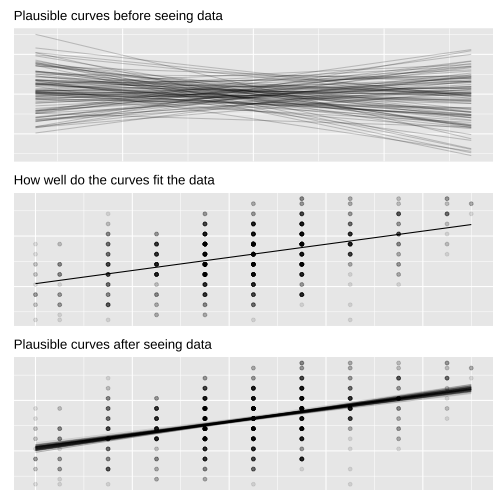 Plausible curves before seeing data
How well do the curves fit the data
Plausible curves after seeing data